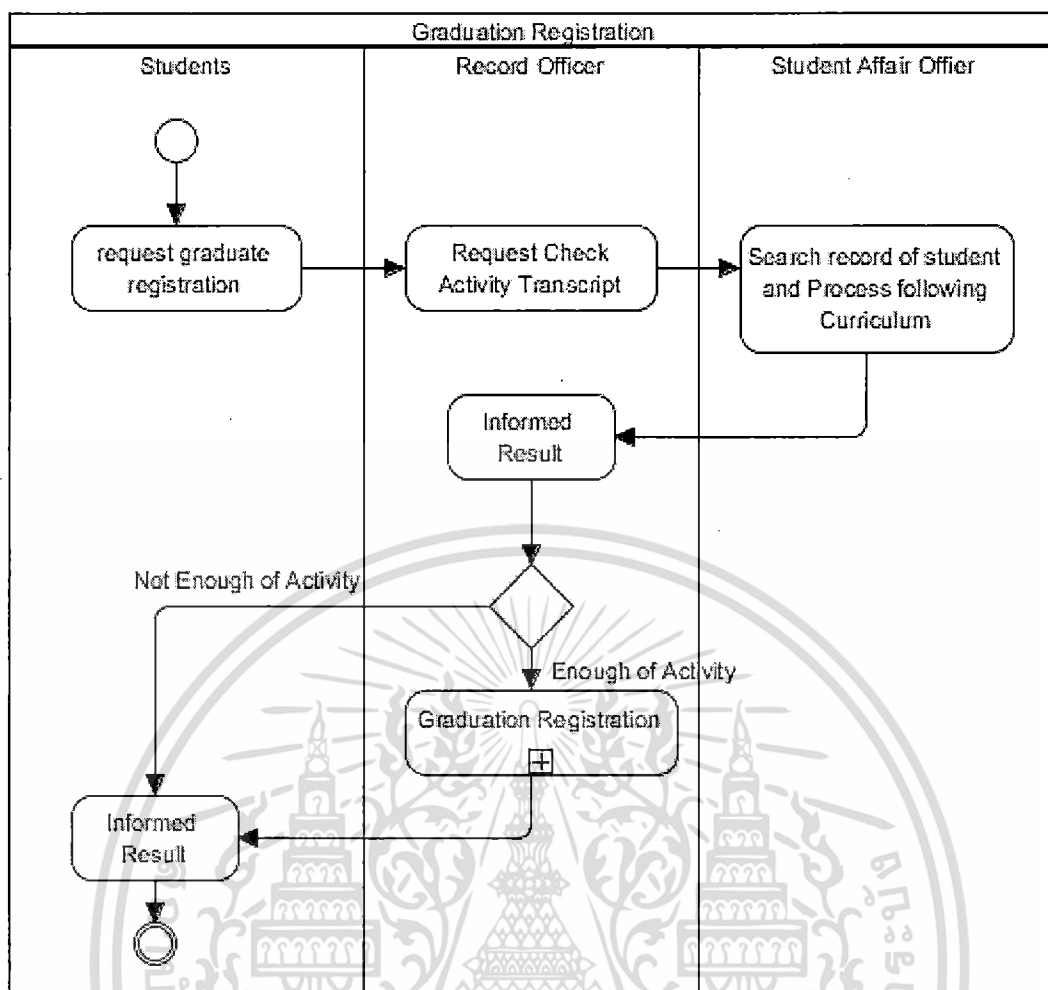 Graduation Registration
Students
Record Officer
Student Affair Offier
request graduate
registration
Request Check
Activity Transcript
Search record of student
and Process following
Curriculum
Informed
Result
Not Enough of Activity
Enough of Activity
Graduation Registration
Informed
Result